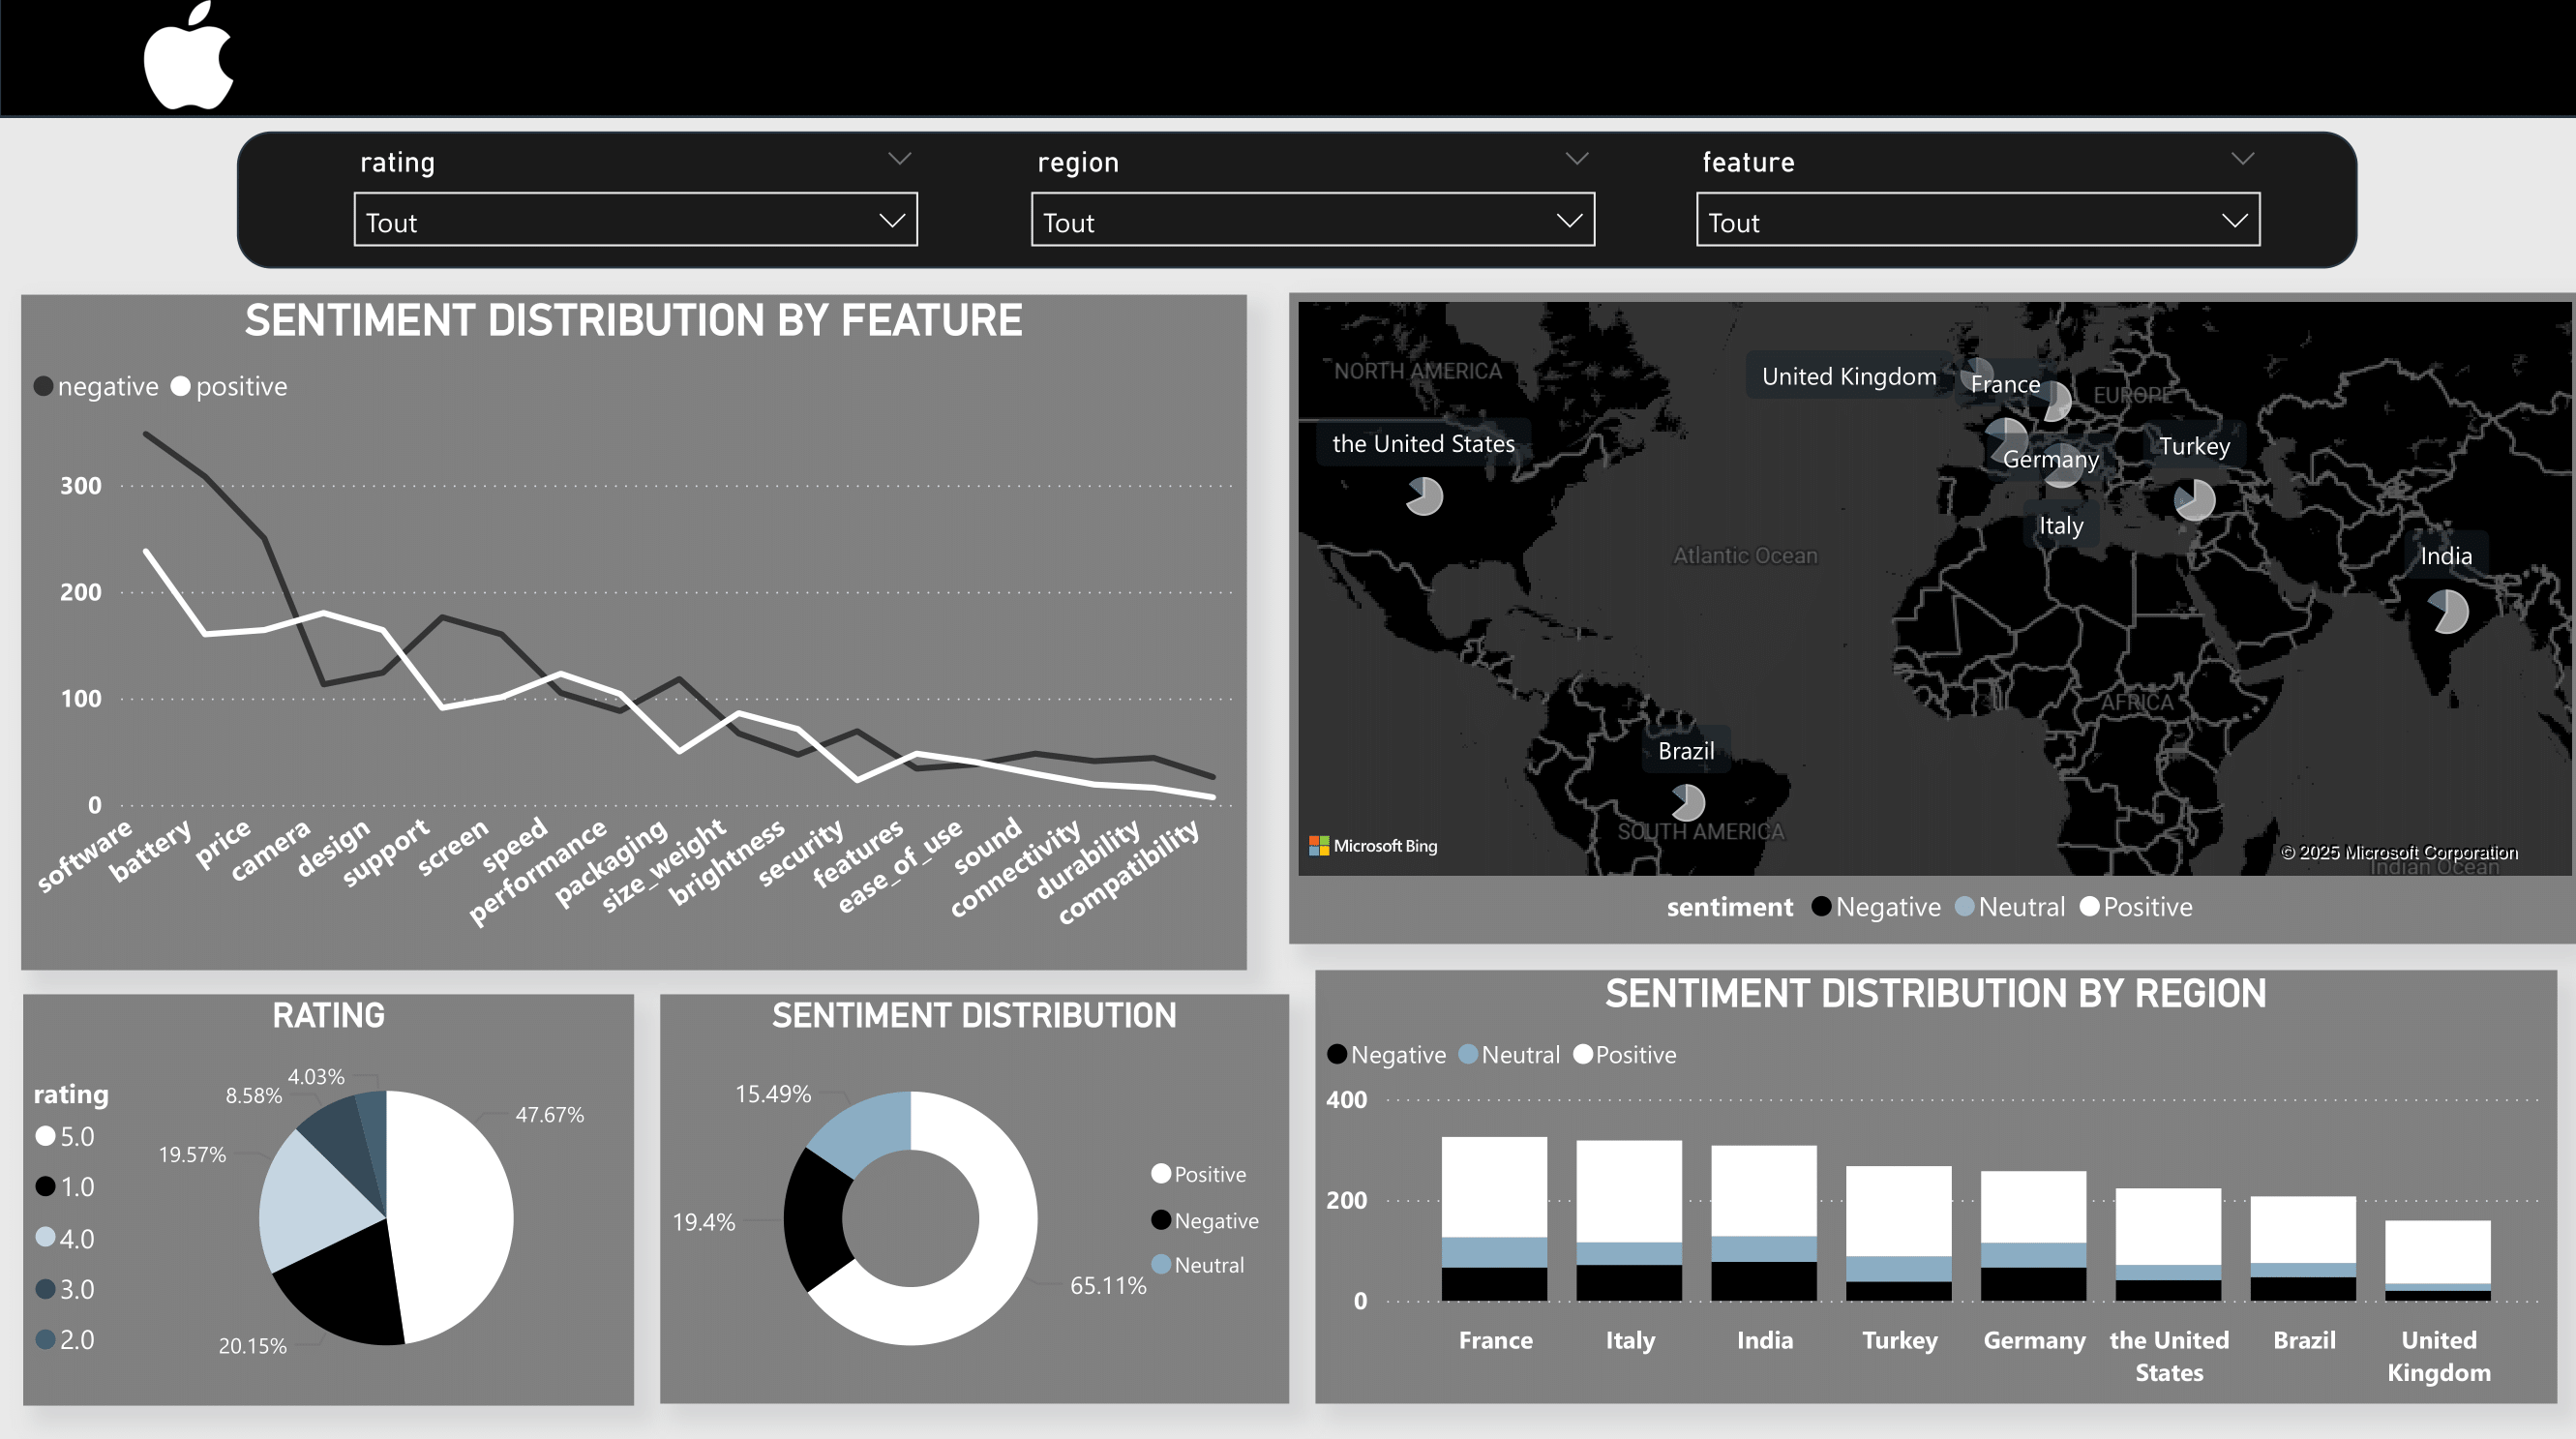 rating
region
feature
Tout
Tout
Tout
SENTIMENT DISTRIBUTION BY FEATURE
negative positive
300
200
100
0
software
battery
price
camera
design
support
screen
speed
performance
packaging
size_weight
brightness
security
features
ease_of_use
sound
connectivity
durability
compatibility
NORTH AMERICA
United Kingdom
France
EUROPE
the United States
Germany
Turkey
Italy
India
Atlantic Ocean
AFRICA
Brazil
SOUTH AMERICA
Microsoft Bing
© 2025 Microsoft Corporation
Indian Ocean
sentiment Negative Neutral Positive
RATING
rating
5.0
1.0
4.0
3.0
2.0
4.03%
8.58%
47.67%
19.57%
20.15%
SENTIMENT DISTRIBUTION
15.49%
19.4%
65.11%
Positive
Negative
Neutral
SENTIMENT DISTRIBUTION BY REGION
Negative Neutral Positive
400
200
0
France
Italy
India
Turkey
Germany
the United
States
Brazil
United
Kingdom